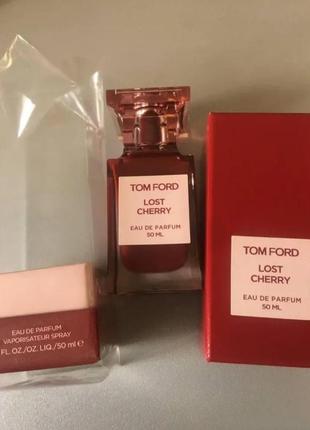 TOM FORD
LOST
CHERRY
EAU DE PARFUM
50 ML
TOM FORD
LOST
CHERRY
EAU DE PARFUM
50 ML
EAU DE PARFUM
VAPORISATEUR SPRAY
FL.OZ./OZ. LIQ./50 ml ℮